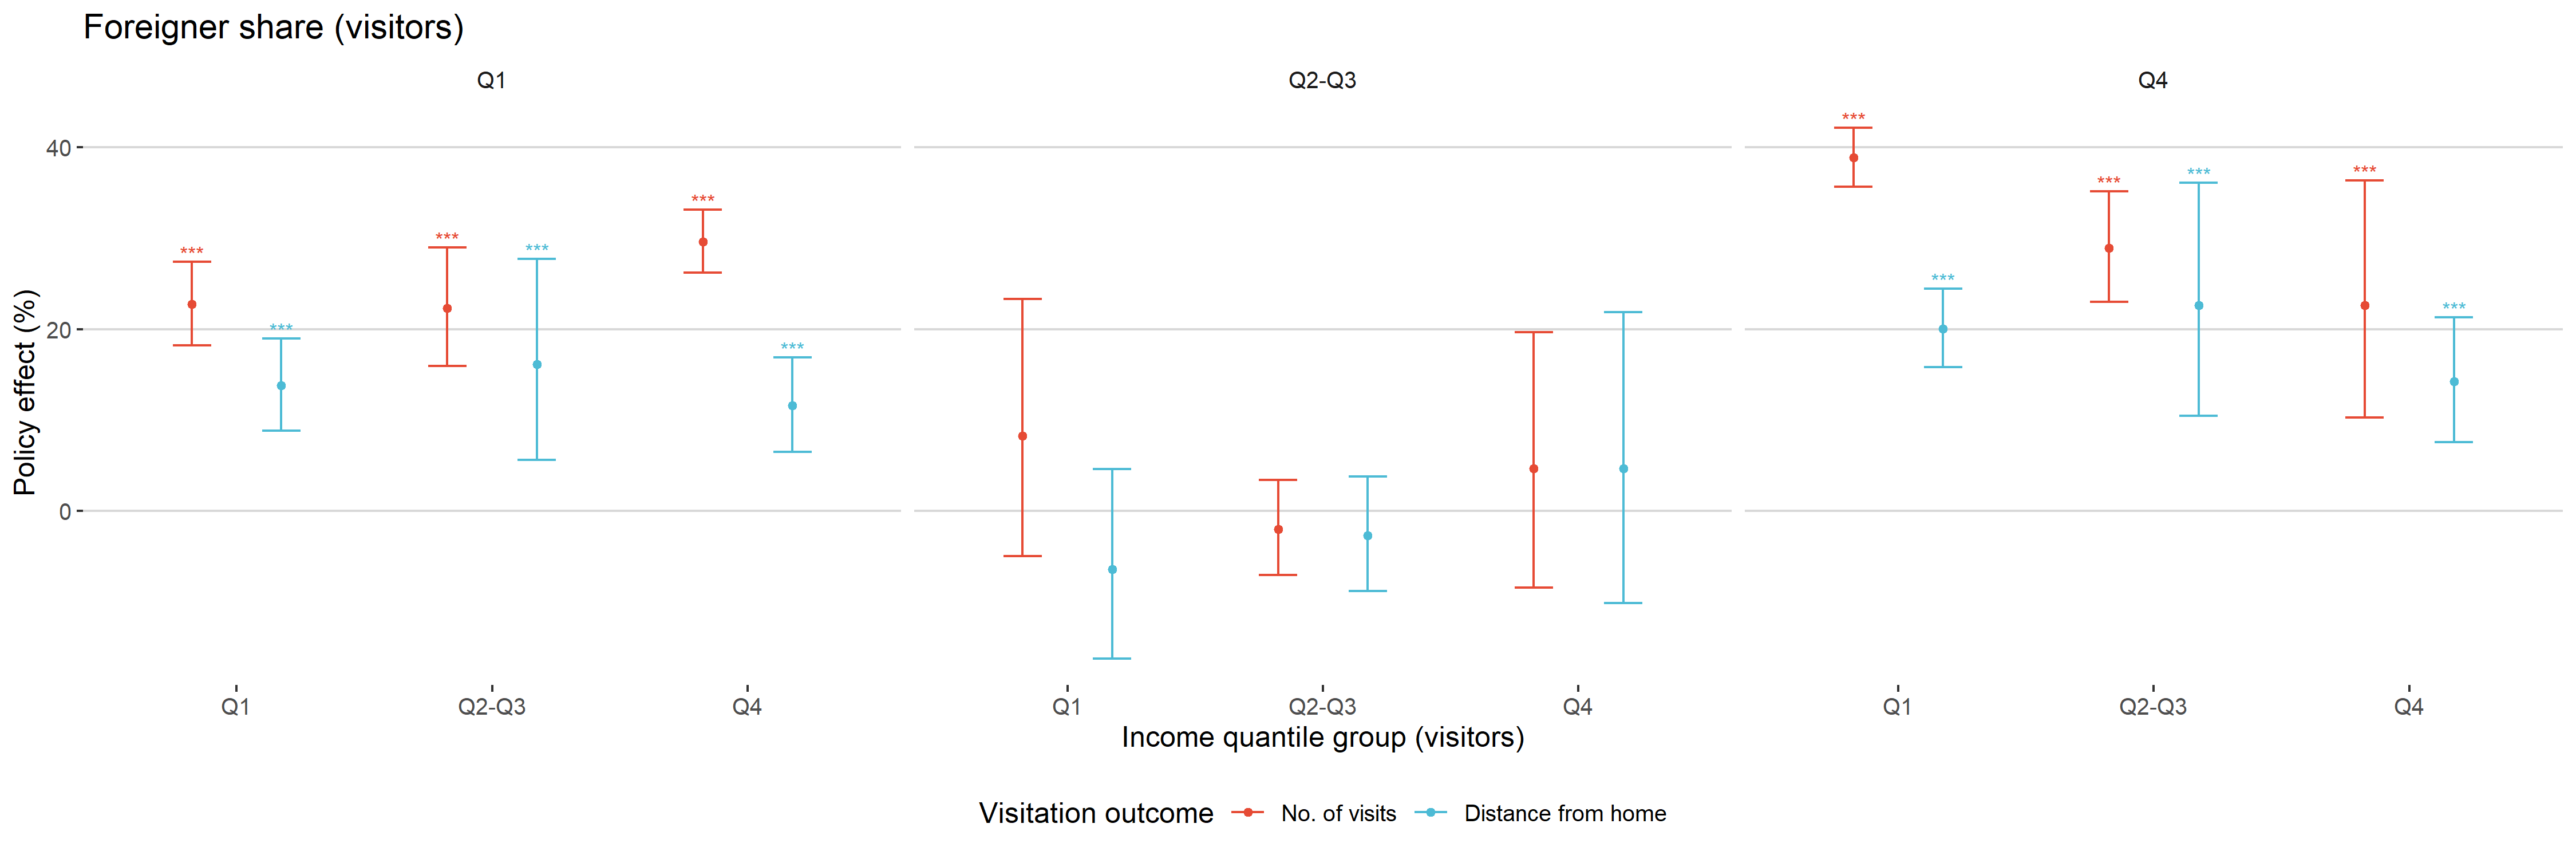 Foreigner share (visitors)
Q1
Q2-Q3
Q4
Policy effect (%)
40
20
0
***
***
***
***
***
***
***
***
***
***
***
***
Q1
Q2-Q3
Q4
Q1
Q2-Q3
Q4
Q1
Q2-Q3
Q4
Income quantile group (visitors)
Visitation outcome No. of visits Distance from home